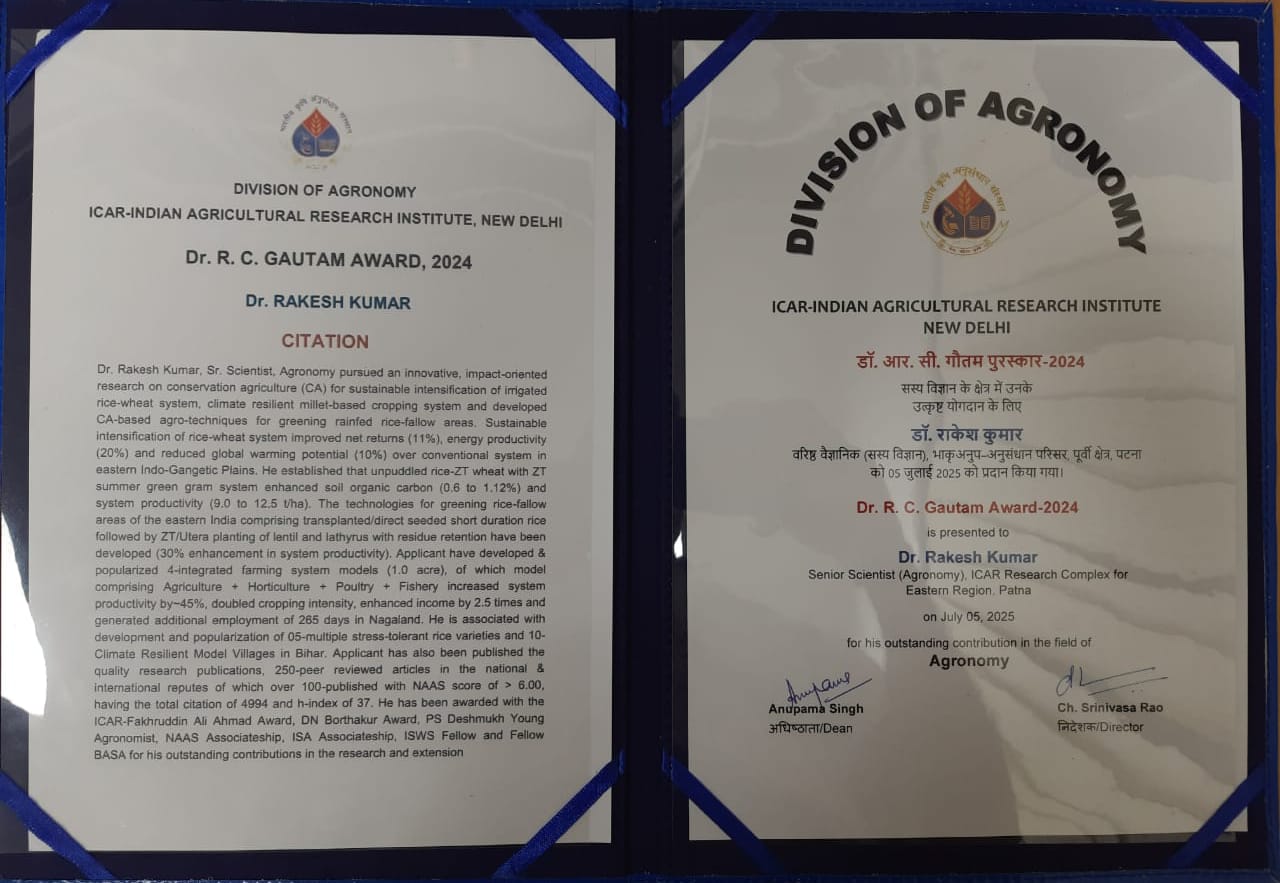 भारतीय कृषि अनुसंधान संस्थान
DIVISION OF AGRONOMY
ICAR-INDIAN AGRICULTURAL RESEARCH INSTITUTE, NEW DELHI
Dr. R. C. GAUTAM AWARD, 2024
Dr. RAKESH KUMAR
CITATION
Dr. Rakesh Kumar, Sr. Scientist, Agronomy pursued an innovative, impact-oriented
research on conservation agriculture (CA) for sustainable intensification of irrigated
rice-wheat system, climate resilient millet-based cropping system and developed
CA-based agro-techniques for greening rainfed rice-fallow areas. Sustainable
intensification of rice-wheat system improved net returns (11%), energy productivity
(20%) and reduced global warming potential (10%) over conventional system in
eastern Indo-Gangetic Plains. He established that unpuddled rice-ZT wheat with ZT
summer green gram system enhanced soil organic carbon (0.6 to 1.12%) and
system productivity (9.0 to 12.5 t/ha). The technologies for greening rice-fallow
areas of the eastern India comprising transplanted/direct seeded short duration rice
followed by ZT/Utera planting of lentil and lathyrus with residue retention have been
developed (30% enhancement in system productivity). Applicant have developed &
popularized 4-integrated farming system models (1.0 acre), of which model
comprising Agriculture + Horticulture + Poultry + Fishery increased system
productivity by~45%, doubled cropping intensity, enhanced income by 2.5 times and
generated additional employment of 265 days in Nagaland. He is associated with
development and popularization of 05-multiple stress-tolerant rice varieties and 10-
Climate Resilient Model Villages in Bihar. Applicant has also been published the
quality research publications, 250-peer reviewed articles in the national &
international reputes of which over 100-published with NAAS score of > 6.00,
having the total citation of 4994 and h-index of 37. He has been awarded with the
ICAR-Fakhruddin Ali Ahmad Award, DN Borthakur Award, PS Deshmukh Young
Agronomist, NAAS Associateship, ISA Associateship, ISWS Fellow and Fellow
BASA for his outstanding contributions in the research and extension
DIVISION OF AGRONOMY
भारतीय कृषि अनुसंधान संस्थान
ICAR-INDIAN AGRICULTURAL RESEARCH INSTITUTE
NEW DELHI
डॉ. आर. सी. गौतम पुरस्कार-2024
सस्य विज्ञान के क्षेत्र में उनके
उत्कृष्ट योगदान के लिए
डॉ. राकेश कुमार
वरिष्ठ वैज्ञानिक (सस्य विज्ञान), भाकृअनुप-अनुसंधान परिसर, पूर्वी क्षेत्र, पटना
को 05 जुलाई 2025 को प्रदान किया गया।
Dr. R. C. Gautam Award-2024
is presented to
Dr. Rakesh Kumar
Senior Scientist (Agronomy), ICAR Research Complex for
Eastern Region, Patna
on July 05, 2025
for his outstanding contribution in the field of
Agronomy
Anupama
Anupama Singh
अधिष्ठाता/Dean
Ch. Srinivasa Rao
निदेशक/Director